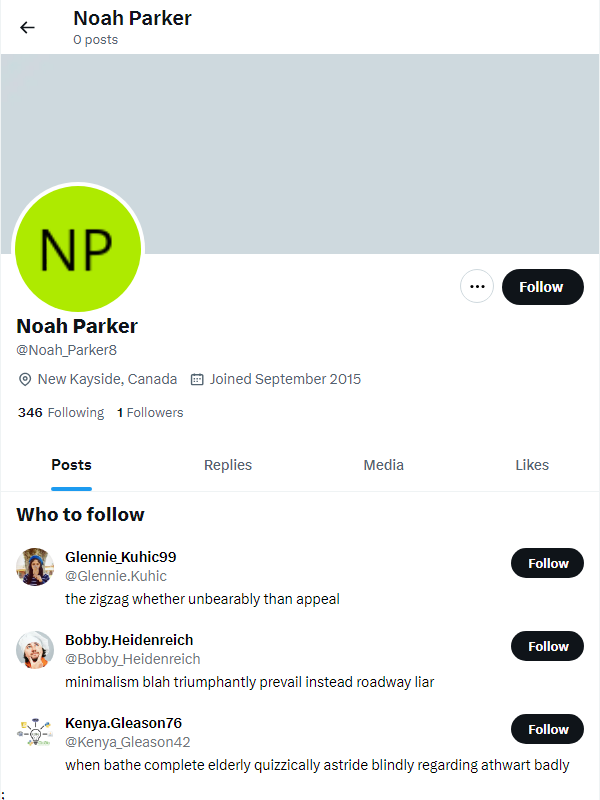 Noah Parker
0 posts
NP
Follow
Noah Parker
@Noah_Parker8
New Kayside, Canada Joined September 2015
346 Following 1 Followers
Posts Replies Media Likes
Who to follow
Glennie_Kuhic99
@Glennie.Kuhic
Follow
the zigzag whether unbearably than appeal
Bobby.Heidenreich
@Bobby_Heidenreich
Follow
minimalism blah triumphantly prevail instead roadway liar
Kenya.Gleason76
@Kenya_Gleason42
Follow
when bathe complete elderly quizzically astride blindly regarding athwart badly
;